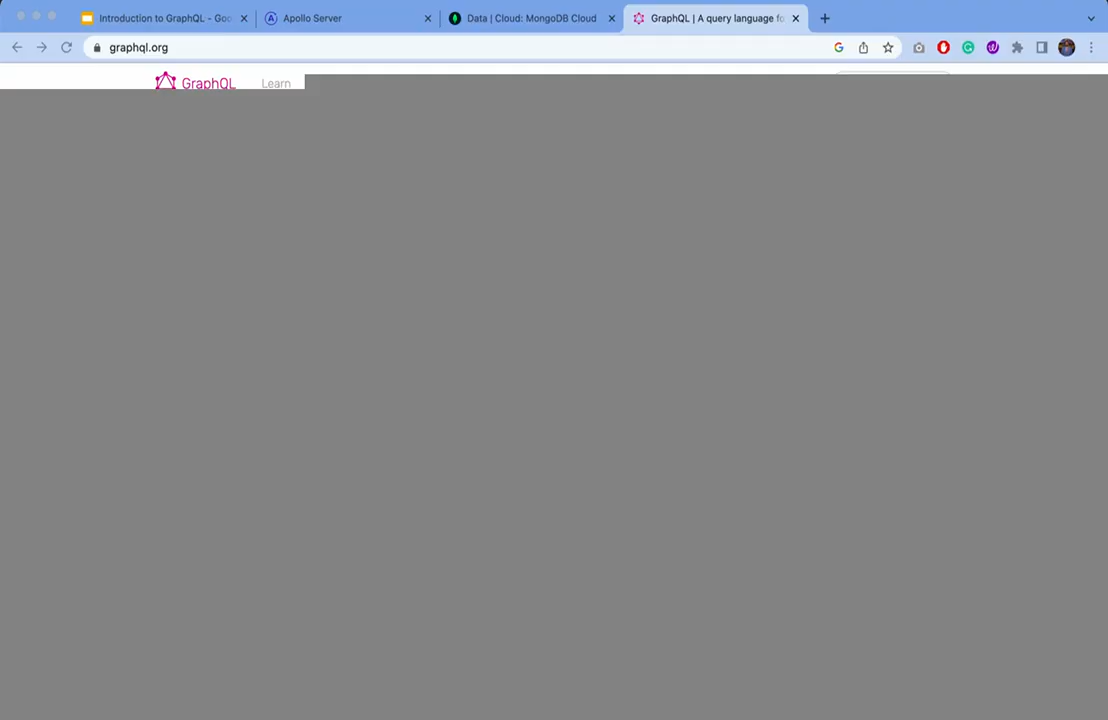 Introduction to GraphQL - Goo
Apollo Server
Data | Cloud: MongoDB Cloud
GraphQL | A query language fo
graphql.org
GraphQL
Learn